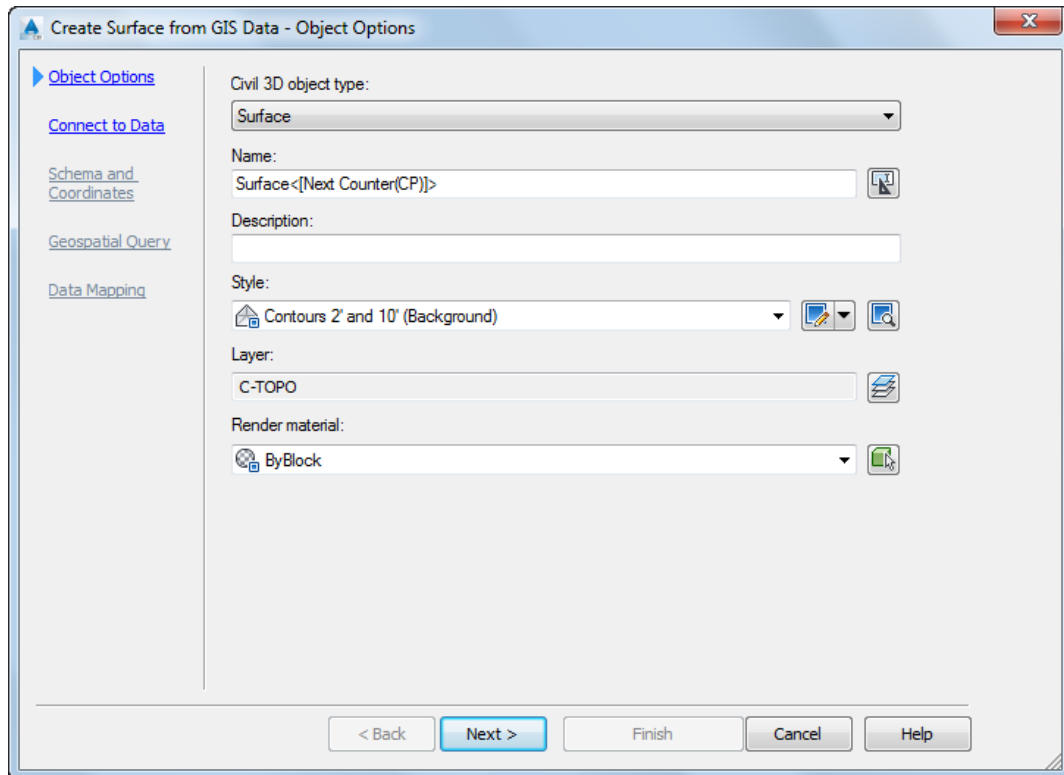 Create Surface from GIS Data - Object Options
Object Options
Connect to Data
Schema and
Coordinates
Geospatial Query
Data Mapping
Civil 3D object type:
Surface
Name:
Surface<[Next Counter(CP)]>
Description:
Style:
Contours 2' and 10' (Background)
Layer:
C-TOPO
Render material:
ByBlock
< Back
Next >
Finish
Cancel
Help